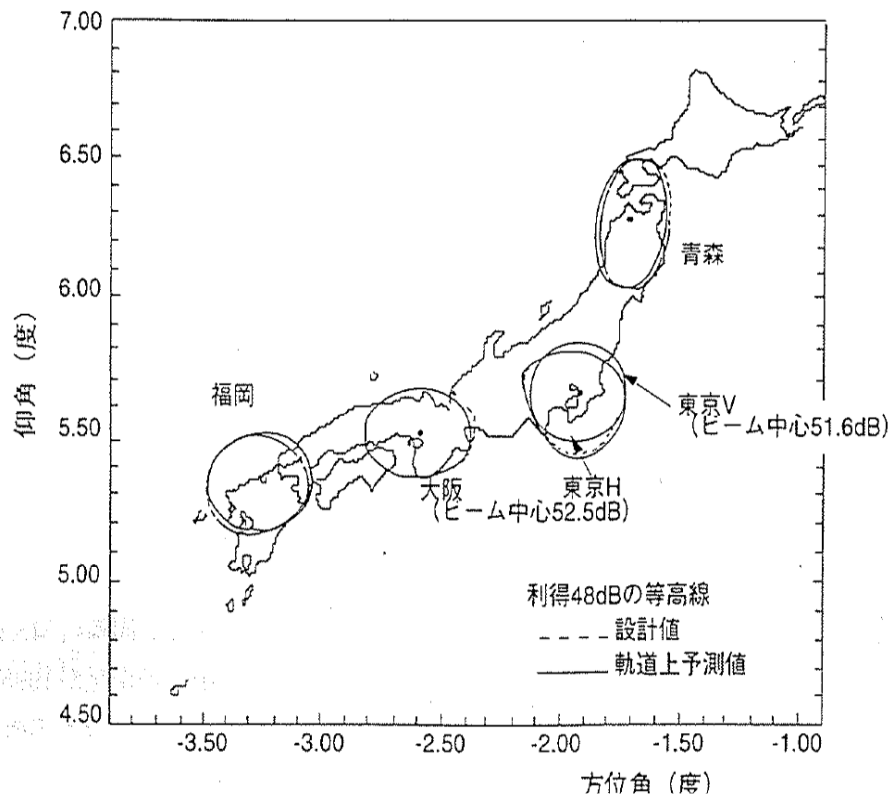 7.00
6.50
6.00
5.50
5.00
4.50
仰角（度）
青森
福岡
東京V
（ビーム中心51.6dB）
大阪
東京H
（ビーム中心52.5dB）
利得48dBの等高線
設計値
軌道上予測値
-3.50
-3.00
-2.50
-2.00
-1.50
-1.00
方位角（度）